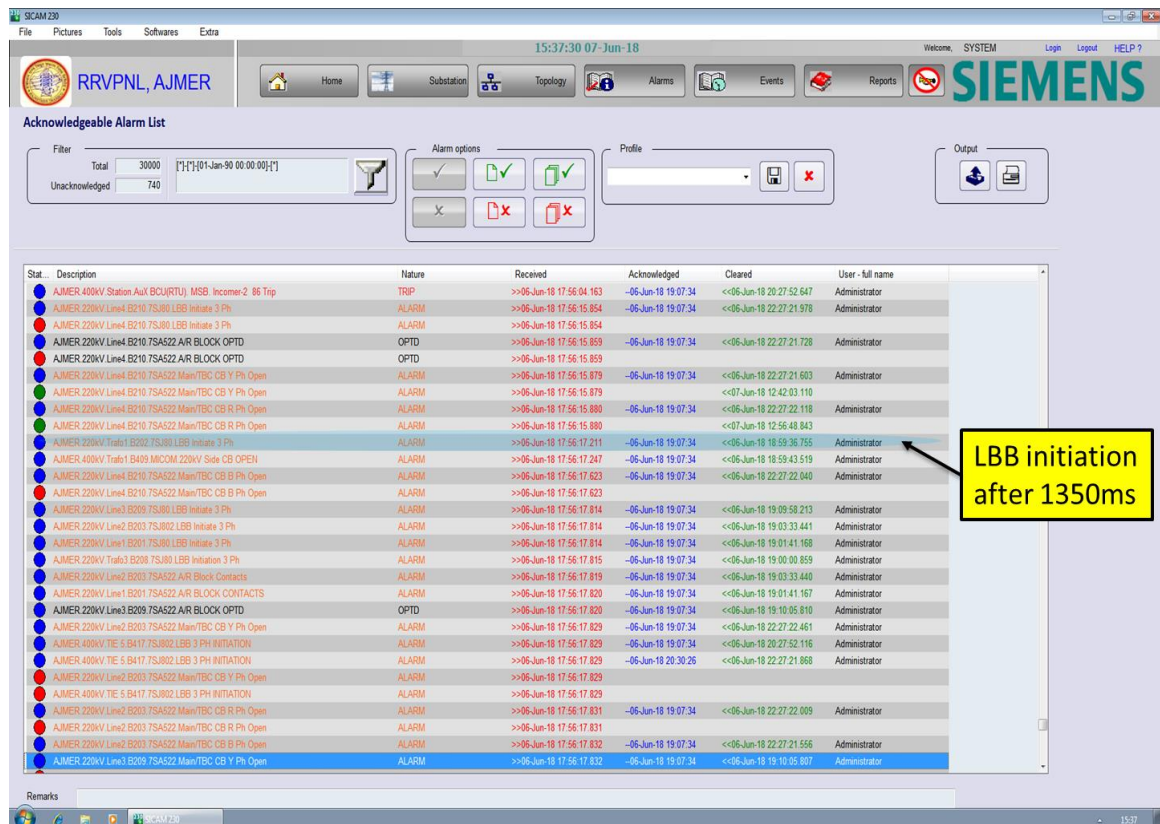 SICAM 230
File Pictures Tools Softwares Extra
15:37:30 07-Jun-18 Welcome, SYSTEM Login Logout HELP ?
RRVPNL, AJMER Home Substation Topology Alarms Events Reports SIEMENS
Acknowledgeable Alarm List
Filter Alarm options Profile Output
Total 30000 [*]-[*]-[01-Jan-90 00:00:00]-[*]
Unacknowledged 740
Stat... Description Nature Received Acknowledged Cleared User - full name
AJMER.400kV.Station.AuX BCU(RTU). MSB. Incomer-2 86 Trip TRIP >>06-Jun-18 17:56:04.163 --06-Jun-18 19:07:34 <<06-Jun-18 20:27:52.647 Administrator
AJMER.220kV.Line4.B210.7SJ80.LBB Initiate 3 Ph ALARM >>06-Jun-18 17:56:15.854 --06-Jun-18 19:07:34 <<06-Jun-18 22:27:21.978 Administrator
AJMER.220kV.Line4.B210.7SJ80.LBB Initiate 3 Ph ALARM >>06-Jun-18 17:56:15.854
AJMER.220kV.Line4.B210.7SA522.A/R BLOCK OPTD OPTD >>06-Jun-18 17:56:15.859 --06-Jun-18 19:07:34 <<06-Jun-18 22:27:21.728 Administrator
AJMER.220kV.Line4.B210.7SA522.A/R BLOCK OPTD OPTD >>06-Jun-18 17:56:15.859
AJMER.220kV.Line4.B210.7SA522.Main/TBC CB Y Ph Open ALARM >>06-Jun-18 17:56:15.879 --06-Jun-18 19:07:34 <<06-Jun-18 22:27:21.603 Administrator
AJMER.220kV.Line4.B210.7SA522.Main/TBC CB Y Ph Open ALARM >>06-Jun-18 17:56:15.879 <<07-Jun-18 12:42:03.110
AJMER.220kV.Line4.B210.7SA522.Main/TBC CB R Ph Open ALARM >>06-Jun-18 17:56:15.880 --06-Jun-18 19:07:34 <<06-Jun-18 22:27:22.118 Administrator
AJMER.220kV.Line4.B210.7SA522.Main/TBC CB R Ph Open ALARM >>06-Jun-18 17:56:15.880 <<07-Jun-18 12:56:48.843
AJMER.220kV.Trafo1.B202.7SJ80.LBB Initiate 3 Ph ALARM >>06-Jun-18 17:56:17.211 --06-Jun-18 19:07:34 <<06-Jun-18 18:59:36.755 Administrator
AJMER.400kV.Trafo1.B409.MICOM.220kV Side CB OPEN ALARM >>06-Jun-18 17:56:17.247 --06-Jun-18 19:07:34 <<06-Jun-18 18:59:43.519 Administrator
AJMER.220kV.Line4.B210.7SA522.Main/TBC CB B Ph Open ALARM >>06-Jun-18 17:56:17.623 --06-Jun-18 19:07:34 <<06-Jun-18 22:27:22.040 Administrator
AJMER.220kV.Line4.B210.7SA522.Main/TBC CB B Ph Open ALARM >>06-Jun-18 17:56:17.623
AJMER.220kV.Line3.B209.7SJ80.LBB Initiate 3 Ph ALARM >>06-Jun-18 17:56:17.814 --06-Jun-18 19:07:34 <<06-Jun-18 19:09:58.213 Administrator
AJMER.220kV.Line2.B203.7SJ802.LBB Initiate 3 Ph ALARM >>06-Jun-18 17:56:17.814 --06-Jun-18 19:07:34 <<06-Jun-18 19:03:33.441 Administrator
AJMER.220kV.Line1.B201.7SJ80.LBB Initiate 3 Ph ALARM >>06-Jun-18 17:56:17.814 --06-Jun-18 19:07:34 <<06-Jun-18 19:01:41.168 Administrator
AJMER.220kV.Trafo3.B208.7SJ80.LBB Initiation 3 Ph ALARM >>06-Jun-18 17:56:17.815 --06-Jun-18 19:07:34 <<06-Jun-18 19:00:00.859 Administrator
AJMER.220kV.Line2.B203.7SA522.A/R Block Contacts ALARM >>06-Jun-18 17:56:17.819 --06-Jun-18 19:07:34 <<06-Jun-18 19:03:33.440 Administrator
AJMER.220kV.Line1.B201.7SA522.A/R BLOCK CONTACTS ALARM >>06-Jun-18 17:56:17.820 --06-Jun-18 19:07:34 <<06-Jun-18 19:01:41.167 Administrator
AJMER.220kV.Line3.B209.7SA522.A/R BLOCK OPTD OPTD >>06-Jun-18 17:56:17.820 --06-Jun-18 19:07:34 <<06-Jun-18 19:10:05.810 Administrator
AJMER.220kV.Line2.B203.7SA522.Main/TBC CB Y Ph Open ALARM >>06-Jun-18 17:56:17.829 --06-Jun-18 19:07:34 <<06-Jun-18 22:27:22.461 Administrator
AJMER.400kV.TIE 5.B417.7SJ802.LBB 3 PH INITIATION ALARM >>06-Jun-18 17:56:17.829 --06-Jun-18 19:07:34 <<06-Jun-18 20:27:52.116 Administrator
AJMER.400kV.TIE 5.B417.7SJ802.LBB 3 PH INITIATION ALARM >>06-Jun-18 17:56:17.829 --06-Jun-18 20:30:26 <<06-Jun-18 22:27:21.868 Administrator
AJMER.220kV.Line2.B203.7SA522.Main/TBC CB Y Ph Open ALARM >>06-Jun-18 17:56:17.829
AJMER.400kV.TIE 5.B417.7SJ802.LBB 3 PH INITIATION ALARM >>06-Jun-18 17:56:17.829
AJMER.220kV.Line2.B203.7SA522.Main/TBC CB R Ph Open ALARM >>06-Jun-18 17:56:17.831 --06-Jun-18 19:07:34 <<06-Jun-18 22:27:22.009 Administrator
AJMER.220kV.Line2.B203.7SA522.Main/TBC CB R Ph Open ALARM >>06-Jun-18 17:56:17.831
AJMER.220kV.Line2.B203.7SA522.Main/TBC CB B Ph Open ALARM >>06-Jun-18 17:56:17.832 --06-Jun-18 19:07:34 <<06-Jun-18 22:27:21.556 Administrator
AJMER.220kV.Line3.B209.7SA522.Main/TBC CB Y Ph Open ALARM >>06-Jun-18 17:56:17.832 --06-Jun-18 19:07:34 <<06-Jun-18 19:10:05.807 Administrator
LBB initiation
after 1350ms
Remarks
SICAM 230 15:37